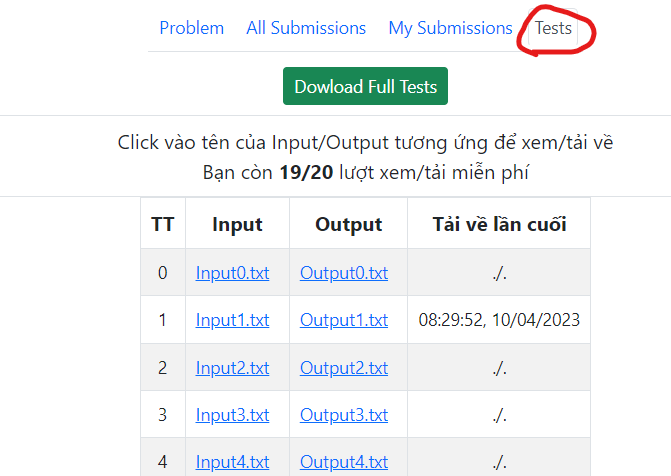 Problem All Submissions My Submissions Tests
Dowload Full Tests
Click vào tên của Input/Output tương ứng để xem/tải về
Bạn còn 19/20 lượt xem/tải miễn phí
TT Input Output Tải về lần cuối
0 Input0.txt Output0.txt ./.
1 Input1.txt Output1.txt 08:29:52, 10/04/2023
2 Input2.txt Output2.txt ./.
3 Input3.txt Output3.txt ./.
4 Input4.txt Output4.txt ./.